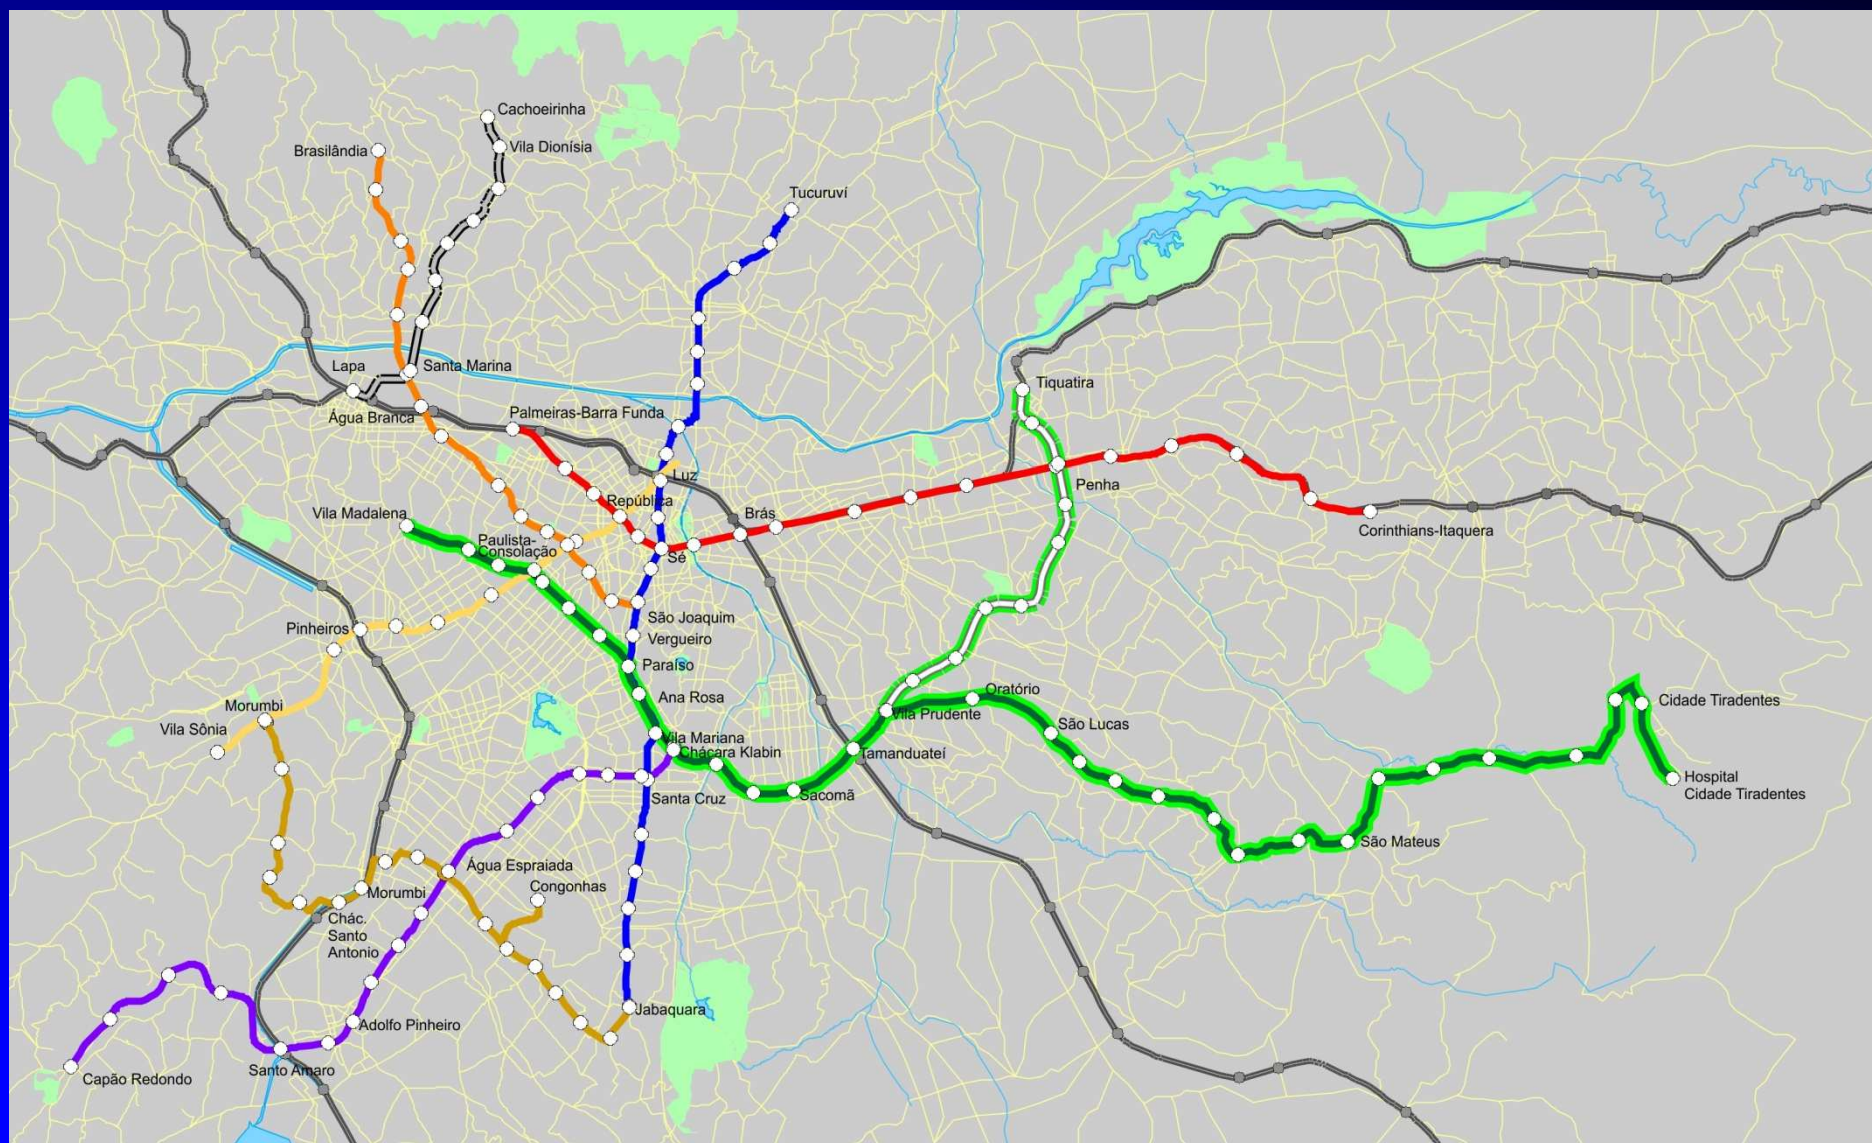 Cachoeirinha
Brasilândia
Vila Dionísia
Tucuruví
Lapa
Santa Marina
Tiquatira
Água Branca
Palmeiras-Barra Funda
Luz
Penha
República
Vila Madalena
Brás
Corinthians-Itaquera
Paulista-
Consolação
Sé
São Joaquim
Pinheiros
Vergueiro
Paraíso
Ana Rosa
Oratório
Cidade Tiradentes
Morumbi
Vila Prudente
São Lucas
Vila Sônia
Vila Mariana
Chácara Klabin
Tamanduateí
Hospital
Cidade Tiradentes
Santa Cruz
Sacomã
São Mateus
Água Espraiada
Congonhas
Morumbi
Chác.
Santo
Antonio
Jabaquara
Adolfo Pinheiro
Santo Amaro
Capão Redondo